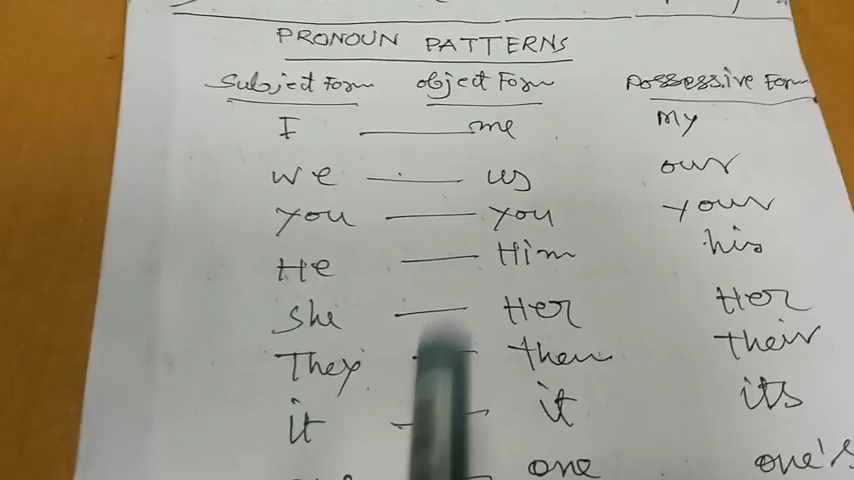 PRONOUN PATTERNS
Subject Form object Form Possessive Form
I me My
we us our
you you your
He Him his
She Her Her
They them their
it it its
one one's